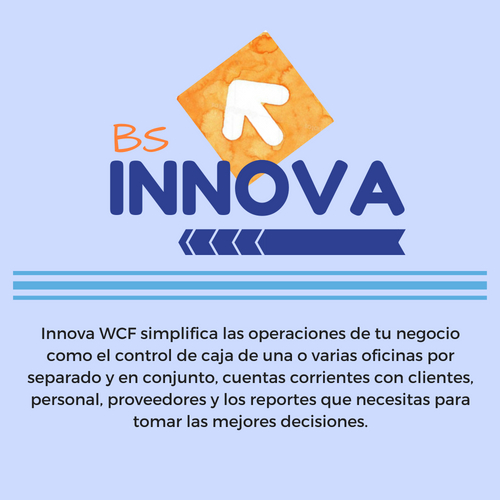 BS
INNOVA
Innova WCF simplifica las operaciones de tu negocio
como el control de caja de una o varias oficinas por
separado y en conjunto, cuentas corrientes con clientes,
personal, proveedores y los reportes que necesitas para
tomar las mejores decisiones.